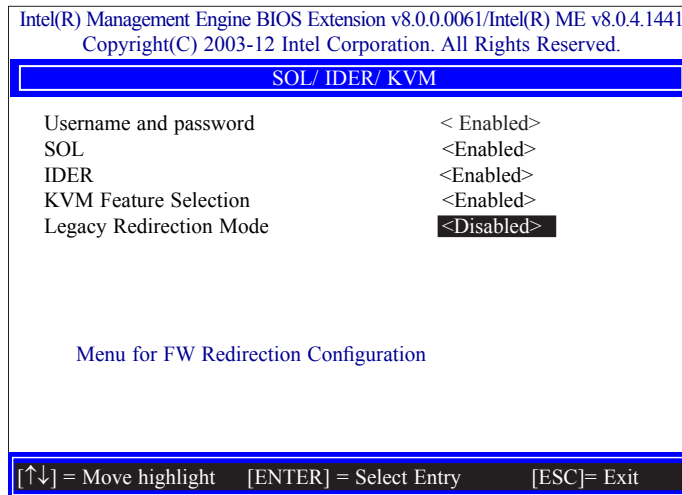 Intel(R) Management Engine BIOS Extension v8.0.0.0061/Intel(R) ME v8.0.4.1441
Copyright(C) 2003-12 Intel Corporation. All Rights Reserved.
SOL/ IDER/ KVM
Username and password < Enabled>
SOL <Enabled>
IDER <Enabled>
KVM Feature Selection <Enabled>
Legacy Redirection Mode <Disabled>
Menu for FW Redirection Configuration
[↑↓] = Move highlight [ENTER] = Select Entry [ESC]= Exit